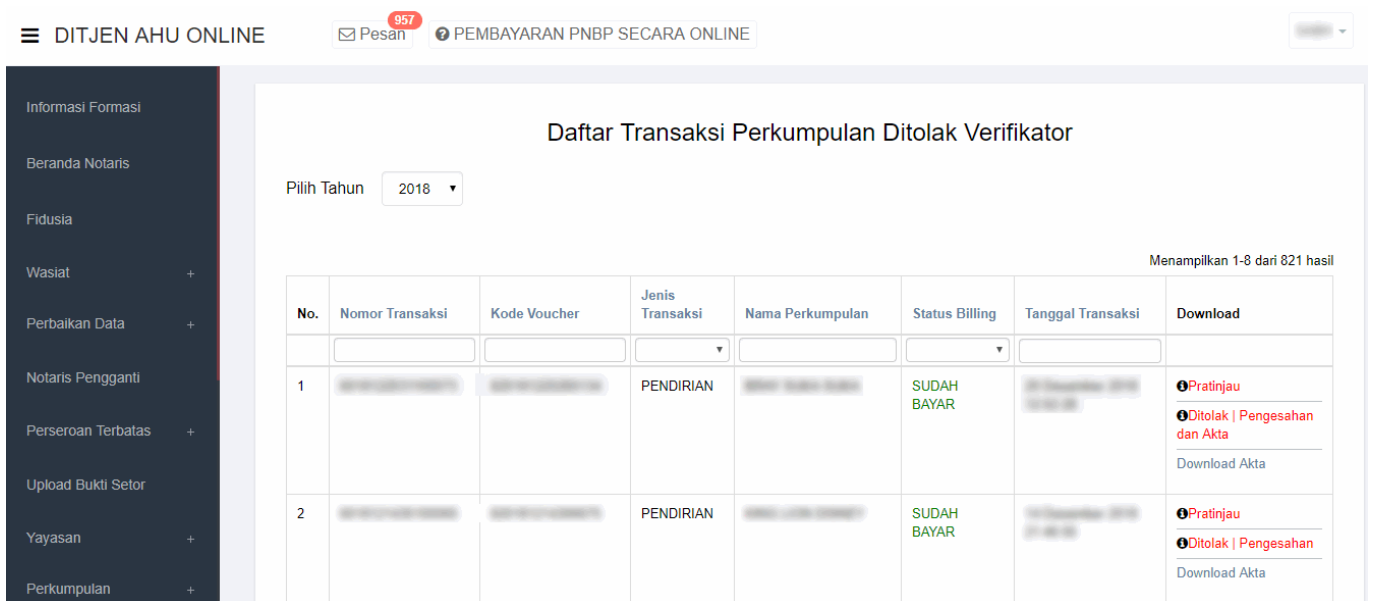 ☰ DITJEN AHU ONLINE
Pesan 957
PEMBAYARAN PNBP SECARA ONLINE
Informasi Formasi
Beranda Notaris
Fidusia
Wasiat +
Perbaikan Data +
Notaris Pengganti
Perseroan Terbatas +
Upload Bukti Setor
Yayasan +
Perkumpulan +
Daftar Transaksi Perkumpulan Ditolak Verifikator
Pilih Tahun 2018
Menampilkan 1-8 dari 821 hasil
No. Nomor Transaksi Kode Voucher Jenis Transaksi Nama Perkumpulan Status Billing Tanggal Transaksi Download
1 PENDIRIAN SUDAH BAYAR
Pratinjau
Ditolak | Pengesahan
dan Akta
Download Akta
2 PENDIRIAN SUDAH BAYAR
Pratinjau
Ditolak | Pengesahan
Download Akta